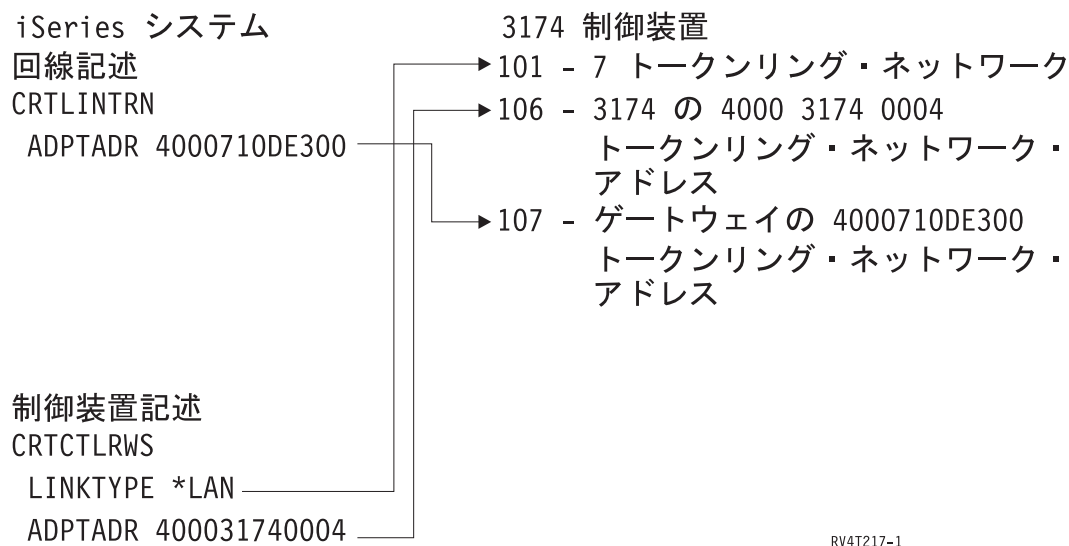 iSeries システム
回線記述
CRTLINTRN
ADPTADR 4000710DE300
制御装置記述
CRTCTLRWS
LINKTYPE *LAN
ADPTADR 400031740004
3174 制御装置
101 - 7 トークンリング・ネットワーク
106 - 3174 の 4000 3174 0004
トークンリング・ネットワーク・
アドレス
107 - ゲートウェイの 4000710DE300
トークンリング・ネットワーク・
アドレス
RV4T217-1